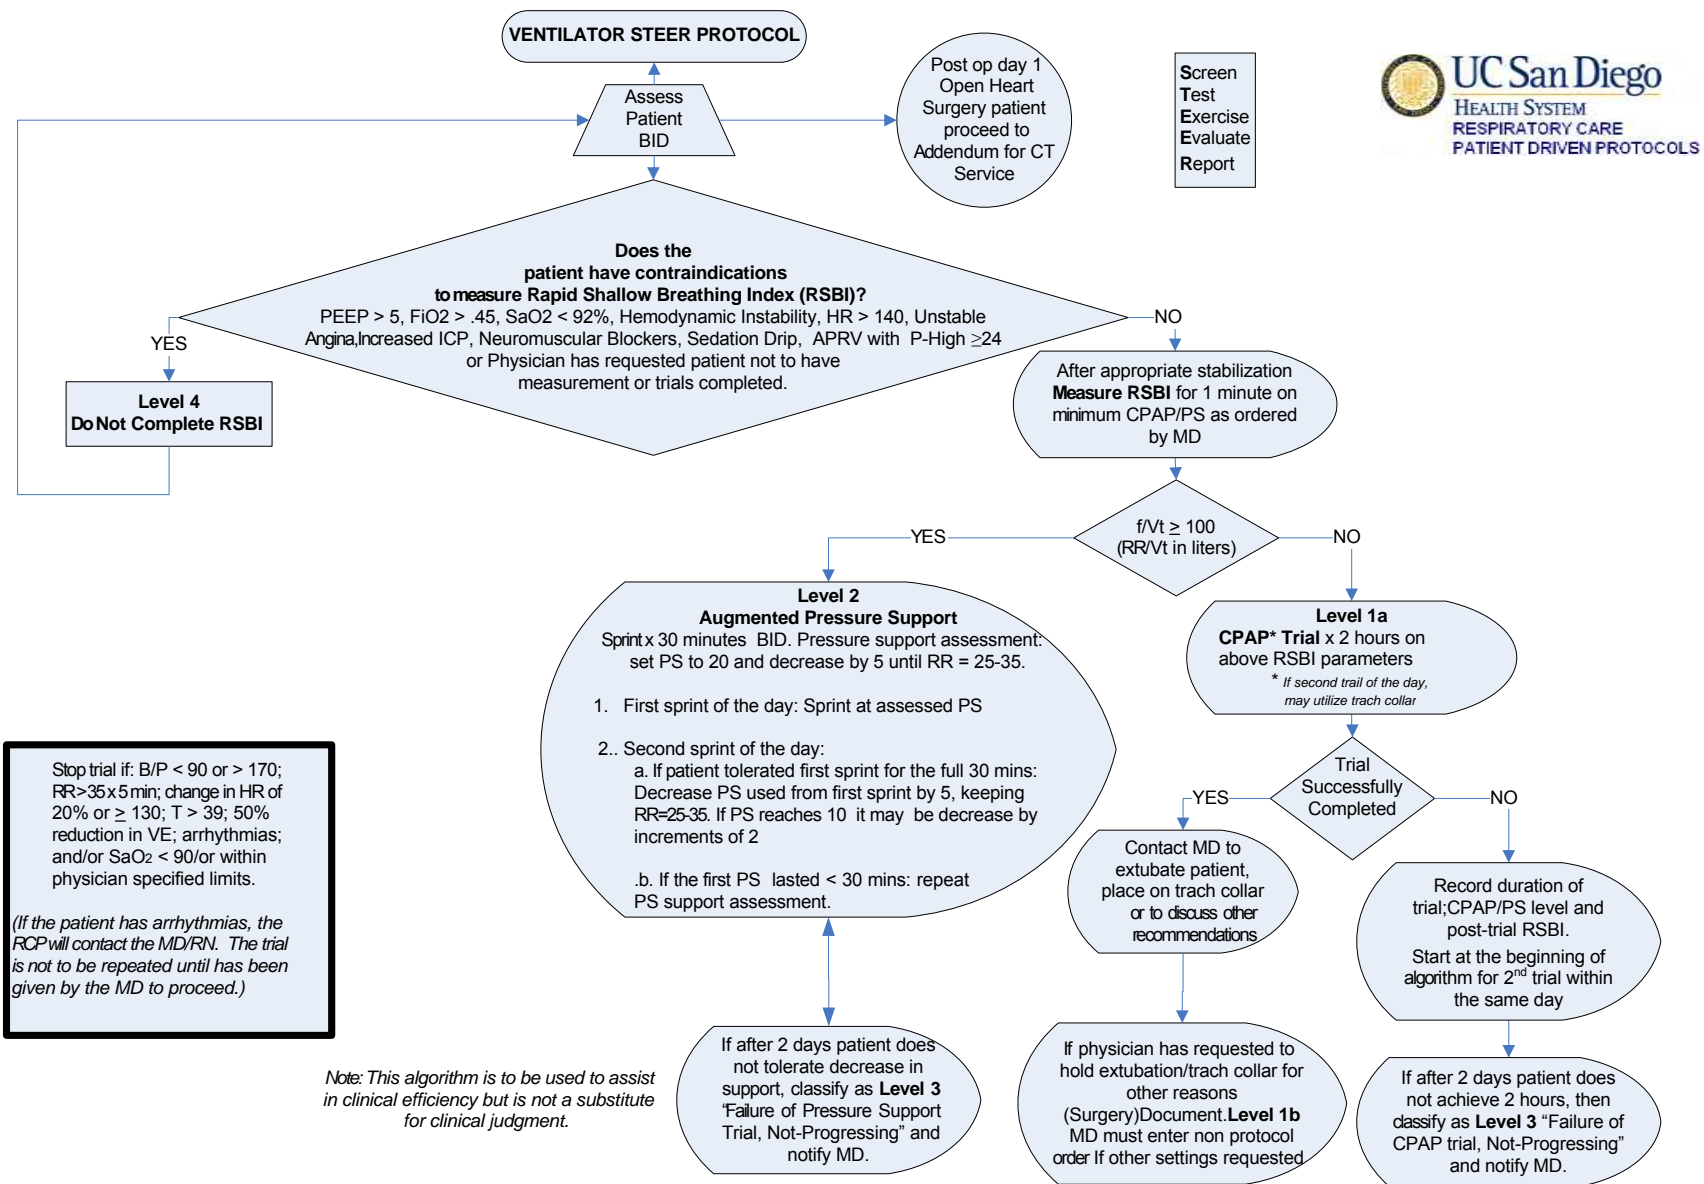 VENTILATOR STEER PROTOCOL
Assess
Patient
BID
Post op day 1
Open Heart
Surgery patient
proceed to
Addendum for CT
Service
Screen
Test
Exercise
Evaluate
Report
UC San Diego
HEALTH SYSTEM
RESPIRATORY CARE
PATIENT DRIVEN PROTOCOLS
Does the
patient have contraindications
to measure Rapid Shallow Breathing Index (RSBI)?
PEEP > 5, FiO2 > .45, SaO2 < 92%, Hemodynamic Instability, HR > 140, Unstable
Angina,Increased ICP, Neuromuscular Blockers, Sedation Drip, APRV with P-High ≥24
or Physician has requested patient not to have
measurement or trials completed.
YES
NO
Level 4
Do Not Complete RSBI
After appropriate stabilization
Measure RSBI for 1 minute on
minimum CPAP/PS as ordered
by MD
f/Vt ≥ 100
(RR/Vt in liters)
YES
NO
Level 2
Augmented Pressure Support
Sprint x 30 minutes BID. Pressure support assessment:
set PS to 20 and decrease by 5 until RR = 25-35.
1. First sprint of the day: Sprint at assessed PS
2.. Second sprint of the day:
a. If patient tolerated first sprint for the full 30 mins:
Decrease PS used from first sprint by 5, keeping
RR=25-35. If PS reaches 10 it may be decrease by
increments of 2
.b. If the first PS lasted < 30 mins: repeat
PS support assessment.
Level 1a
CPAP* Trial x 2 hours on
above RSBI parameters
* If second trail of the day,
may utilize trach collar
Trial
Successfully
Completed
YES
NO
Stop trial if: B/P < 90 or > 170;
RR>35 x 5 min; change in HR of
20% or ≥ 130; T > 39; 50%
reduction in VE; arrhythmias;
and/or SaO2 < 90/or within
physician specified limits.
(If the patient has arrhythmias, the
RCP will contact the MD/RN. The trial
is not to be repeated until has been
given by the MD to proceed.)
Contact MD to
extubate patient,
place on trach collar
or to discuss other
recommendations
Record duration of
trial;CPAP/PS level and
post-trial RSBI.
Start at the beginning of
algorithm for 2nd trial within
the same day
Note: This algorithm is to be used to assist
in clinical efficiency but is not a substitute
for clinical judgment.
If after 2 days patient does
not tolerate decrease in
support, classify as Level 3
"Failure of Pressure Support
Trial, Not-Progressing" and
notify MD.
If physician has requested to
hold extubation/trach collar for
other reasons
(Surgery)Document.Level 1b
MD must enter non protocol
order If other settings requested
If after 2 days patient does
not achieve 2 hours, then
classify as Level 3 "Failure of
CPAP trial, Not-Progressing"
and notify MD.